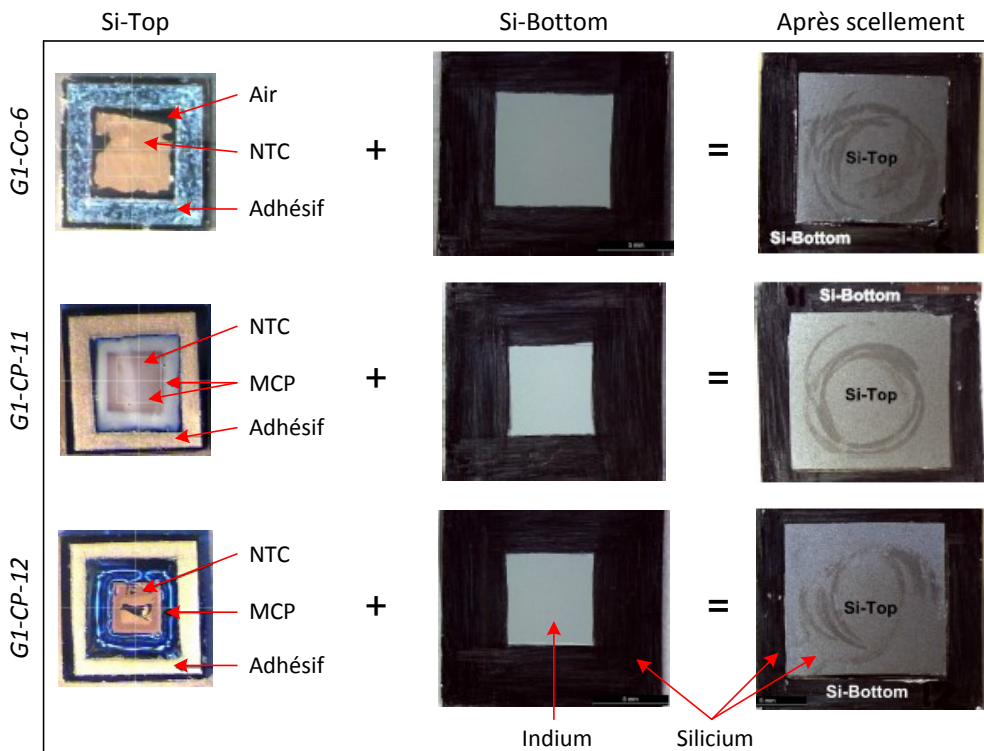 Si-Top
Si-Bottom
Après scellement
G1-Co-6
Air
NTC
Adhésif
+
=
Si-Top
Si-Bottom
G1-CP-11
NTC
MCP
Adhésif
+
=
Si-Bottom
Si-Top
G1-CP-12
NTC
MCP
Adhésif
+
=
Si-Top
Si-Bottom
Indium
Silicium